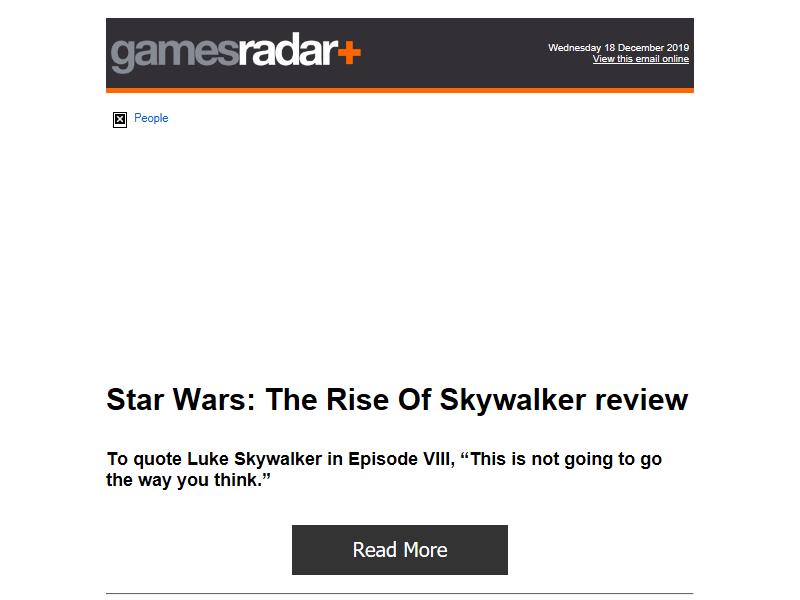 gamesradar+
Wednesday 18 December 2019
View this email online
People
Star Wars: The Rise Of Skywalker review
To quote Luke Skywalker in Episode VIII, “This is not going to go
the way you think.”
Read More